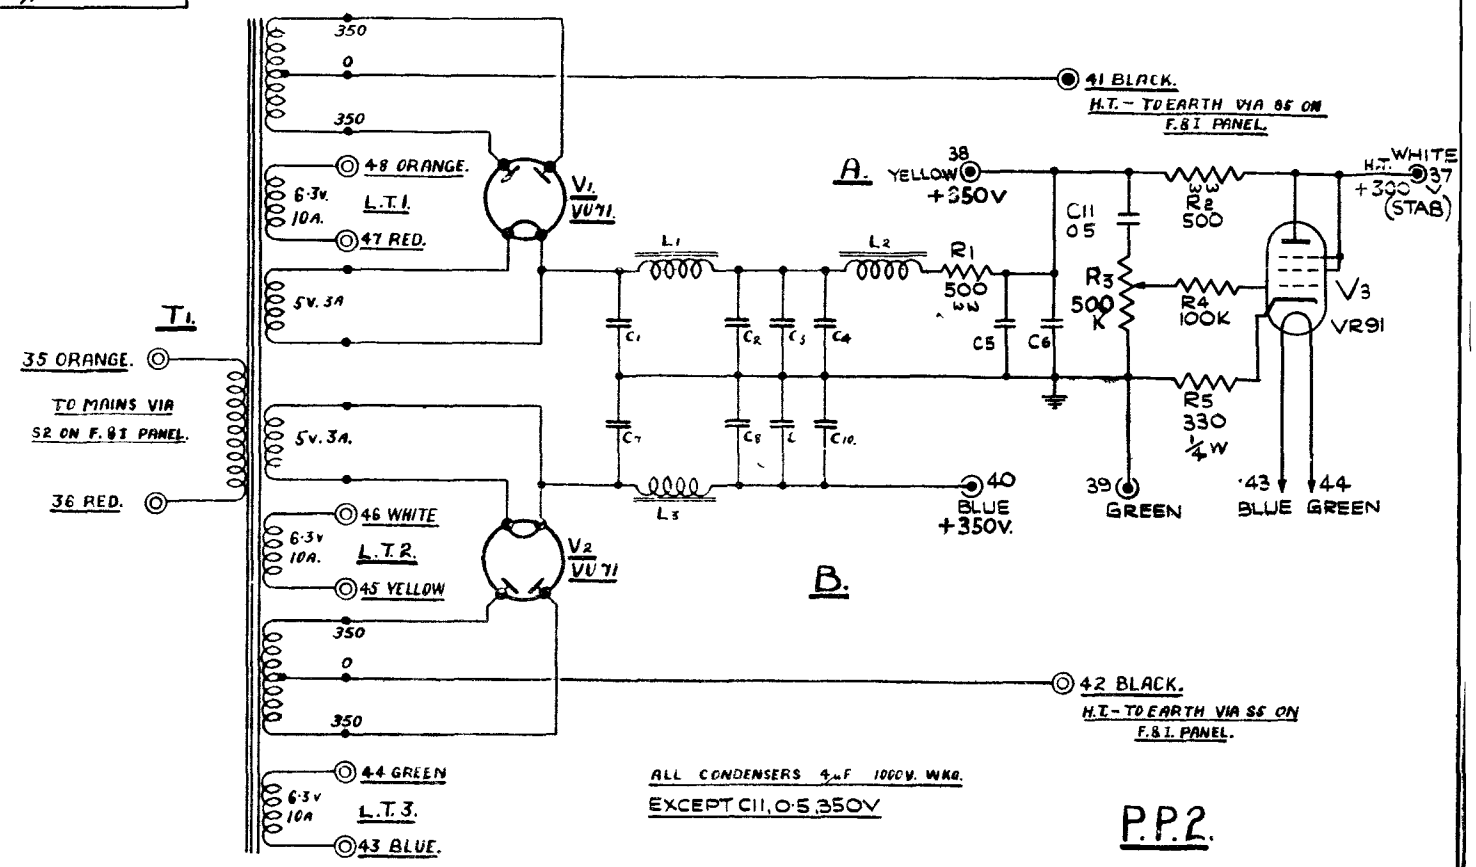 350
0
350
48 ORANGE.
6·3v.
10A.
L.T.1.
47 RED.
5v. 3A
T1.
35 ORANGE.
TO MAINS VIA
S2 ON F.&I PANEL.
36 RED.
5v. 3A.
46 WHITE
6·3v
10A.
L.T.2.
45 YELLOW
350
0
350
44 GREEN
6·3v
10A
L.T.3.
43 BLUE.
V1.
VU71.
V2
VU71
41 BLACK.
H.T.- TO EARTH VIA S5 ON
F.&I PANEL.
A.
38
YELLOW
+350V
L1
L2
R1
500
WW
C1
C2
C3
C4
C5
C6
C7
C8
C10.
L3
C11
05
R2
WW
500
R3
500
K
R4
100K
R5
330
1/4 W
H.T. WHITE
37
+300 V
(STAB)
V3
VR91
43
BLUE
44
GREEN
39
GREEN
40
BLUE
+350V.
B.
42 BLACK.
H.T.-TO EARTH VIA S5 ON
F.&I. PANEL.
ALL CONDENSERS 4μF 1000V. WKG.
EXCEPT C11, 0·5, 350V
P.P.2.